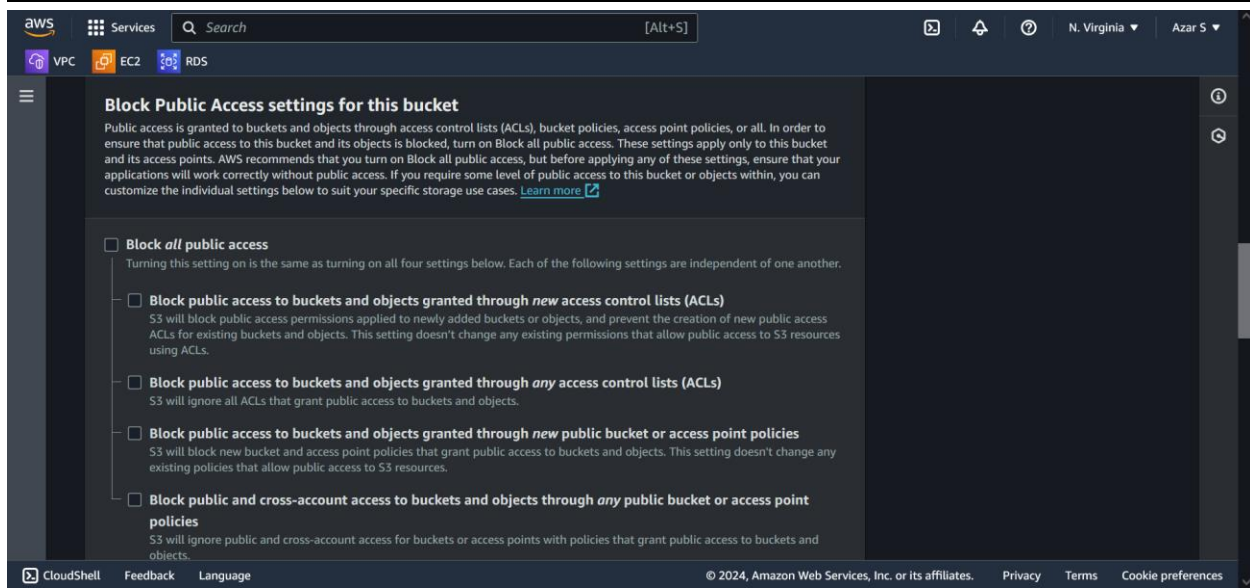 aws Services Search [Alt+S] N. Virginia ▼ Azar S ▼
VPC EC2 RDS
Block Public Access settings for this bucket
Public access is granted to buckets and objects through access control lists (ACLs), bucket policies, access point policies, or all. In order to
ensure that public access to this bucket and its objects is blocked, turn on Block all public access. These settings apply only to this bucket
and its access points. AWS recommends that you turn on Block all public access, but before applying any of these settings, ensure that your
applications will work correctly without public access. If you require some level of public access to this bucket or objects within, you can
customize the individual settings below to suit your specific storage use cases. Learn more
Block all public access
Turning this setting on is the same as turning on all four settings below. Each of the following settings are independent of one another.
Block public access to buckets and objects granted through new access control lists (ACLs)
S3 will block public access permissions applied to newly added buckets or objects, and prevent the creation of new public access
ACLs for existing buckets and objects. This setting doesn't change any existing permissions that allow public access to S3 resources
using ACLs.
Block public access to buckets and objects granted through any access control lists (ACLs)
S3 will ignore all ACLs that grant public access to buckets and objects.
Block public access to buckets and objects granted through new public bucket or access point policies
S3 will block new bucket and access point policies that grant public access to buckets and objects. This setting doesn't change any
existing policies that allow public access to S3 resources.
Block public and cross-account access to buckets and objects through any public bucket or access point
policies
S3 will ignore public and cross-account access for buckets or access points with policies that grant public access to buckets and
objects.
CloudShell Feedback Language © 2024, Amazon Web Services, Inc. or its affiliates. Privacy Terms Cookie preferences